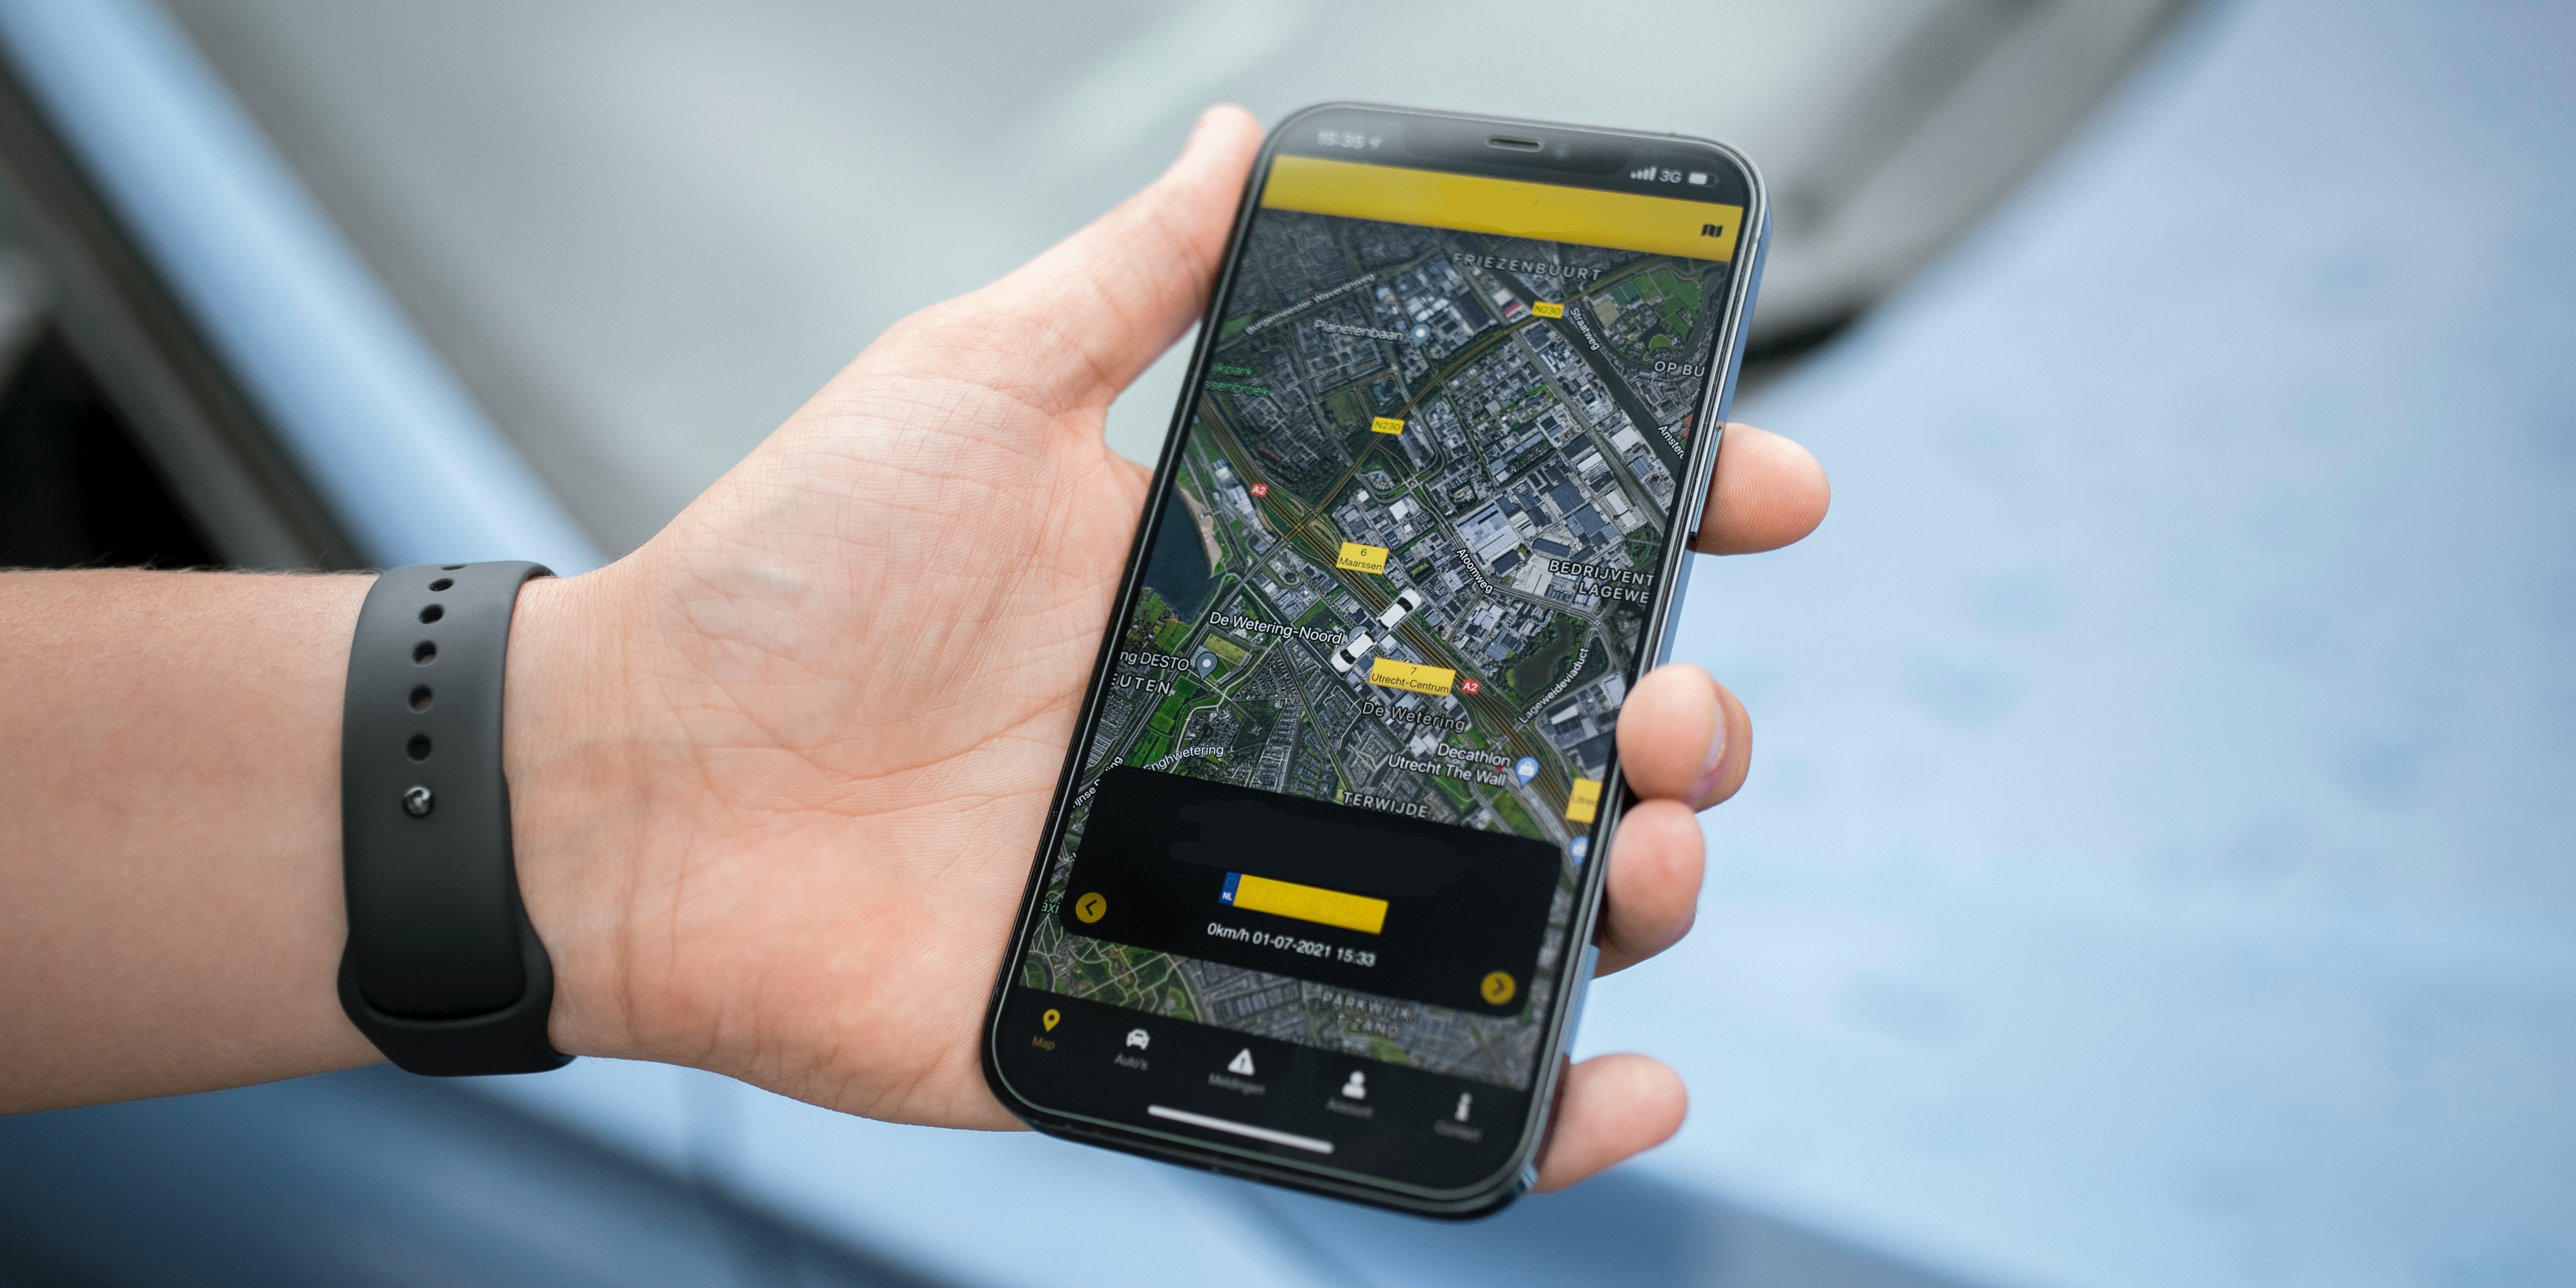 15:35
3G
FRIEZENBUURT
N230
Straatweg
Planetenbaan
OP BU
N230
Amster
A2
6
Maarssen
Atoomweg
BEDRIJVENT
LAGEWE
De Wetering-Noord
ng DESTO
EUTEN
7
Utrecht-Centrum
A2
Lageweideviaduct
De Wetering
Enghwetering
Decathlon
Utrecht The Wall
TERWIJDE
NL
0km/h 01-07-2021 15:33
PARKWIJK
Map
Auto's
Meldingen
Account
Contact